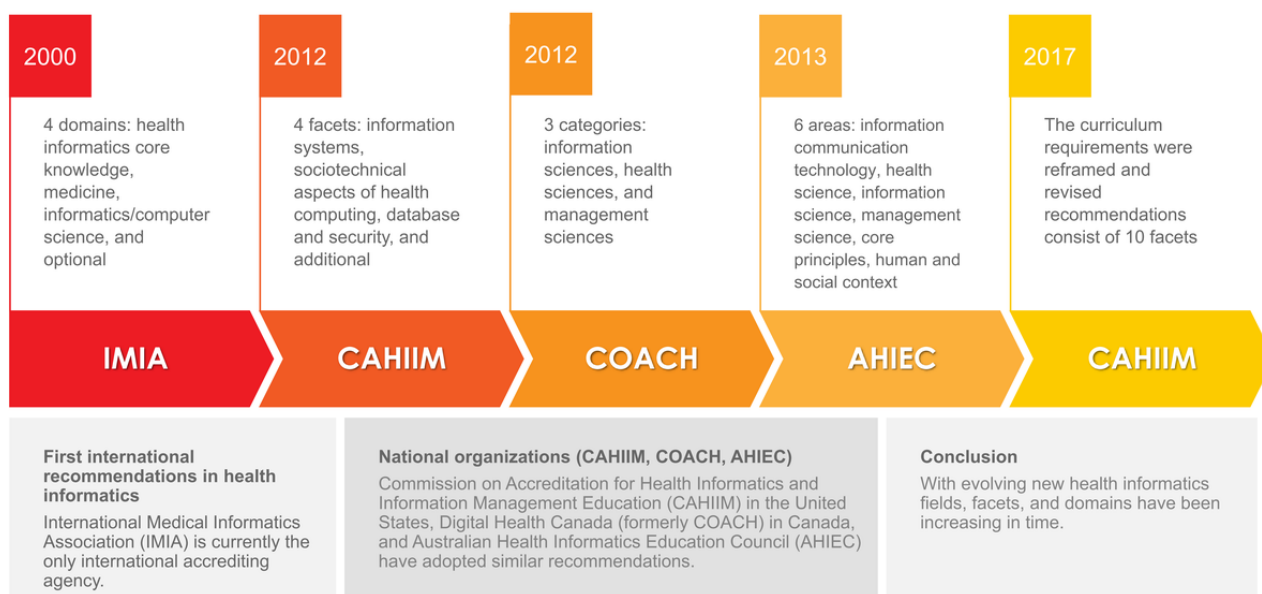 2000
4 domains: health
informatics core
knowledge,
medicine,
informatics/computer
science, and
optional
2012
4 facets: information
systems,
sociotechnical
aspects of health
computing, database
and security, and
additional
2012
3 categories:
information
sciences, health
sciences, and
management
sciences
2013
6 areas: information
communication
technology, health
science, information
science, management
science, core
principles, human and
social context
2017
The curriculum
requirements were
reframed and
revised
recommendations
consist of 10 facets
IMIA
CAHIIM
COACH
AHIEC
CAHIIM
First international
recommendations in health
informatics
International Medical Informatics
Association (IMIA) is currently the
only international accrediting
agency.
National organizations (CAHIIM, COACH, AHIEC)
Commission on Accreditation for Health Informatics and
Information Management Education (CAHIIM) in the United
States, Digital Health Canada (formerly COACH) in Canada,
and Australian Health Informatics Education Council (AHIEC)
have adopted similar recommendations.
Conclusion
With evolving new health informatics
fields, facets, and domains have been
increasing in time.